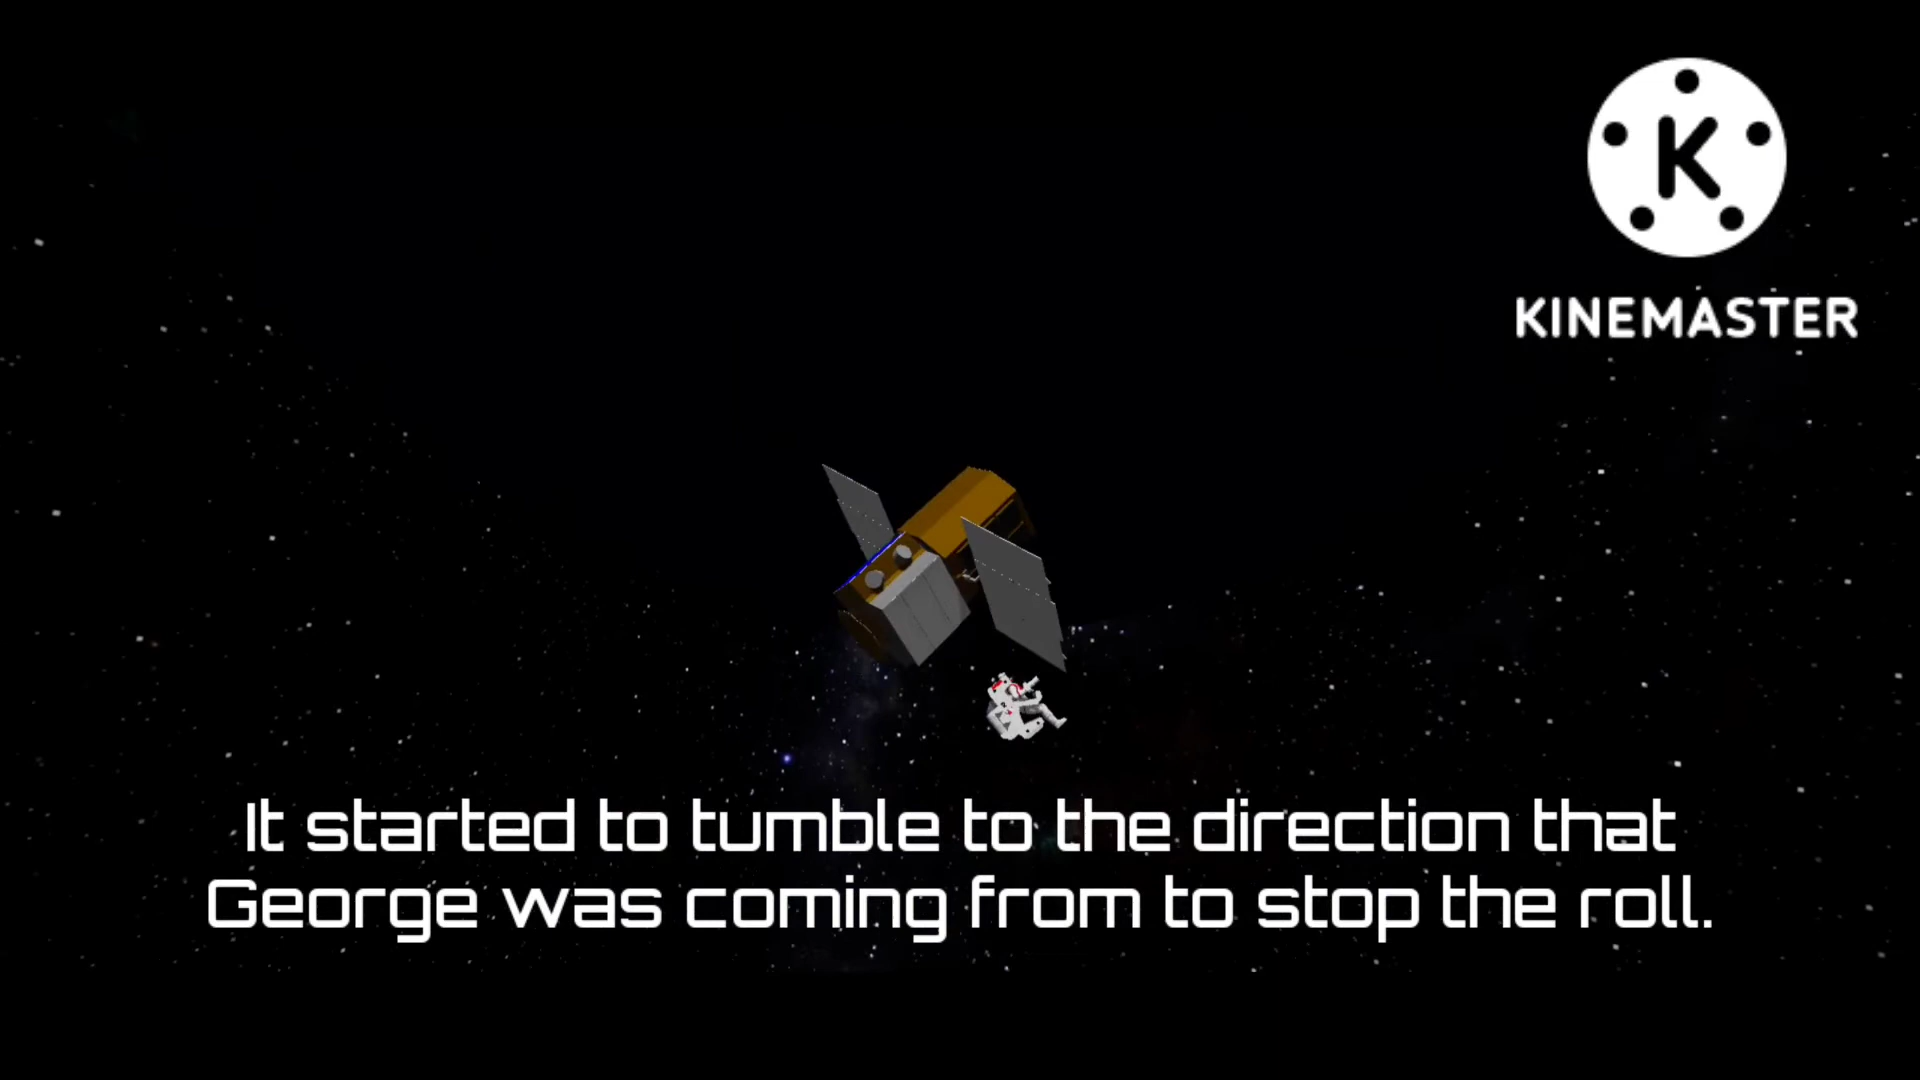 K
KINEMASTER
It started to tumble to the direction that
George was coming from to stop the roll.